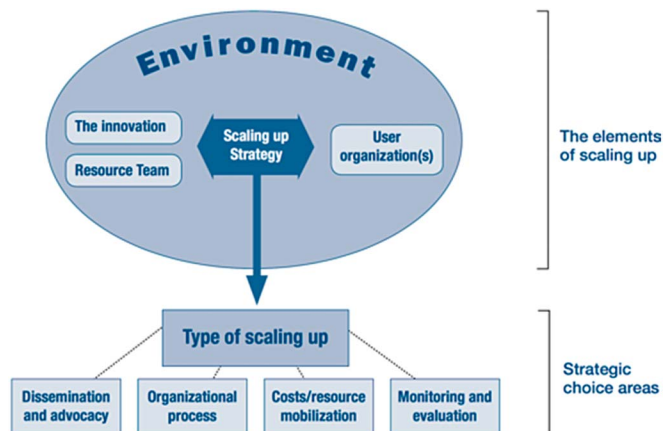 Environment
The innovation
Resource Team
Scaling up
Strategy
User
organization(s)
The elements
of scaling up
Type of scaling up
Dissemination
and advocacy
Organizational
process
Costs/resource
mobilization
Monitoring and
evaluation
Strategic
choice areas